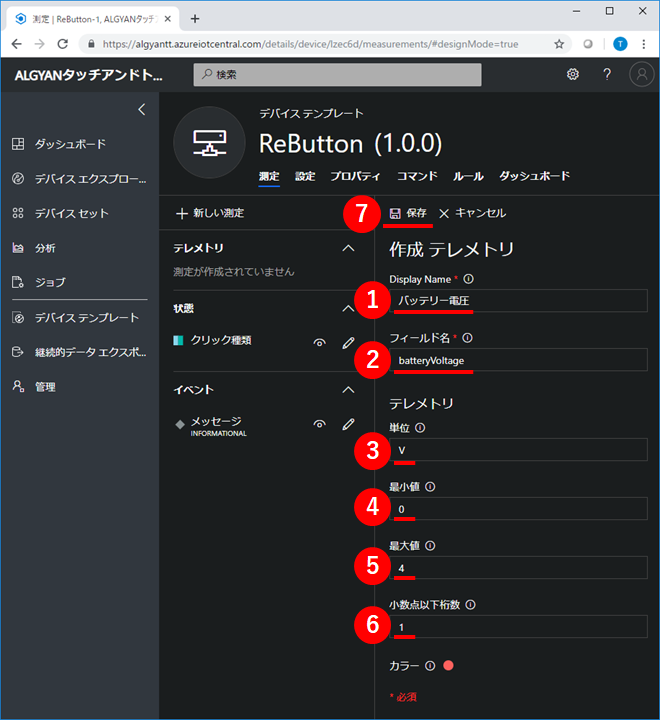 測定 | ReButton-1, ALGYANタッチアンド
https://algyantt.azureiotcentral.com/details/device/lzec6d/measurements/#designMode=true
T
ALGYANタッチアンドト...
検索
?
ダッシュボード
デバイス エクスプロー...
デバイス セット
分析
ジョブ
デバイス テンプレート
継続的データ エクスポ...
管理
デバイス テンプレート
ReButton (1.0.0)
測定 設定 プロパティ コマンド ルール ダッシュボード
+ 新しい測定
テレメトリ
測定が作成されていません
状態
クリック種類
イベント
メッセージ
INFORMATIONAL
7 保存 × キャンセル
作成 テレメトリ
Display Name *
1 バッテリー電圧
フィールド名 *
2 batteryVoltage
テレメトリ
単位
3 V
最小値
4 0
最大値
5 4
小数点以下桁数
6 1
カラー
* 必須